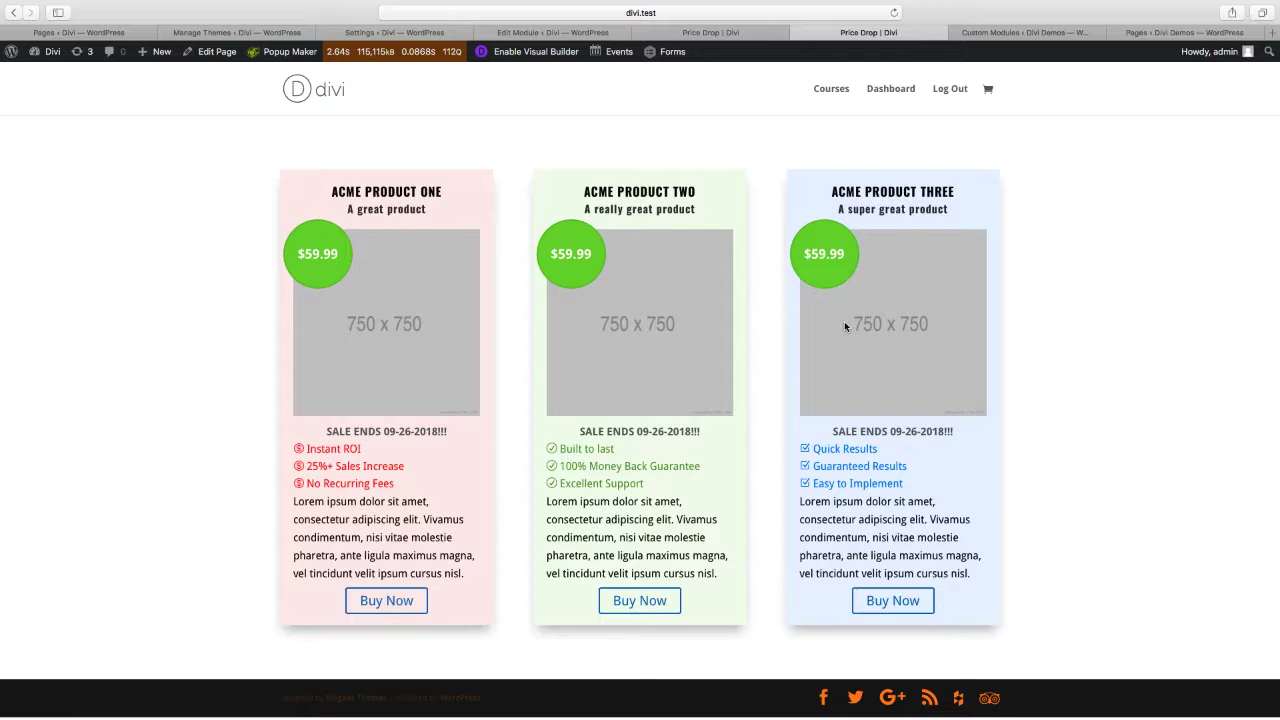 divi.test
Pages ‹ Divi — WordPress
Manage Themes ‹ Divi — WordPress
Settings ‹ Divi — WordPress
Edit Module ‹ Divi — WordPress
Price Drop | Divi
Price Drop | Divi
Custom Modules ‹ Divi Demos — W...
Pages ‹ Divi Demos — WordPress
Divi
3
0
New
Edit Page
Popup Maker
2.64s 115,115kB 0.0868s 112Q
Enable Visual Builder
Events
Forms
Howdy, admin
D divi
Courses
Dashboard
Log Out
ACME PRODUCT ONE
A great product
$59.99
750 x 750
SALE ENDS 09-26-2018!!!
Instant ROI
25%+ Sales Increase
No Recurring Fees
Lorem ipsum dolor sit amet,
consectetur adipiscing elit. Vivamus
condimentum, nisi vitae molestie
pharetra, ante ligula maximus magna,
vel tincidunt velit ipsum cursus nisl.
Buy Now
ACME PRODUCT TWO
A really great product
$59.99
750 x 750
SALE ENDS 09-26-2018!!!
Built to last
100% Money Back Guarantee
Excellent Support
Lorem ipsum dolor sit amet,
consectetur adipiscing elit. Vivamus
condimentum, nisi vitae molestie
pharetra, ante ligula maximus magna,
vel tincidunt velit ipsum cursus nisl.
Buy Now
ACME PRODUCT THREE
A super great product
$59.99
750 x 750
SALE ENDS 09-26-2018!!!
Quick Results
Guaranteed Results
Easy to Implement
Lorem ipsum dolor sit amet,
consectetur adipiscing elit. Vivamus
condimentum, nisi vitae molestie
pharetra, ante ligula maximus magna,
vel tincidunt velit ipsum cursus nisl.
Buy Now
Designed by Elegant Themes | Powered by WordPress